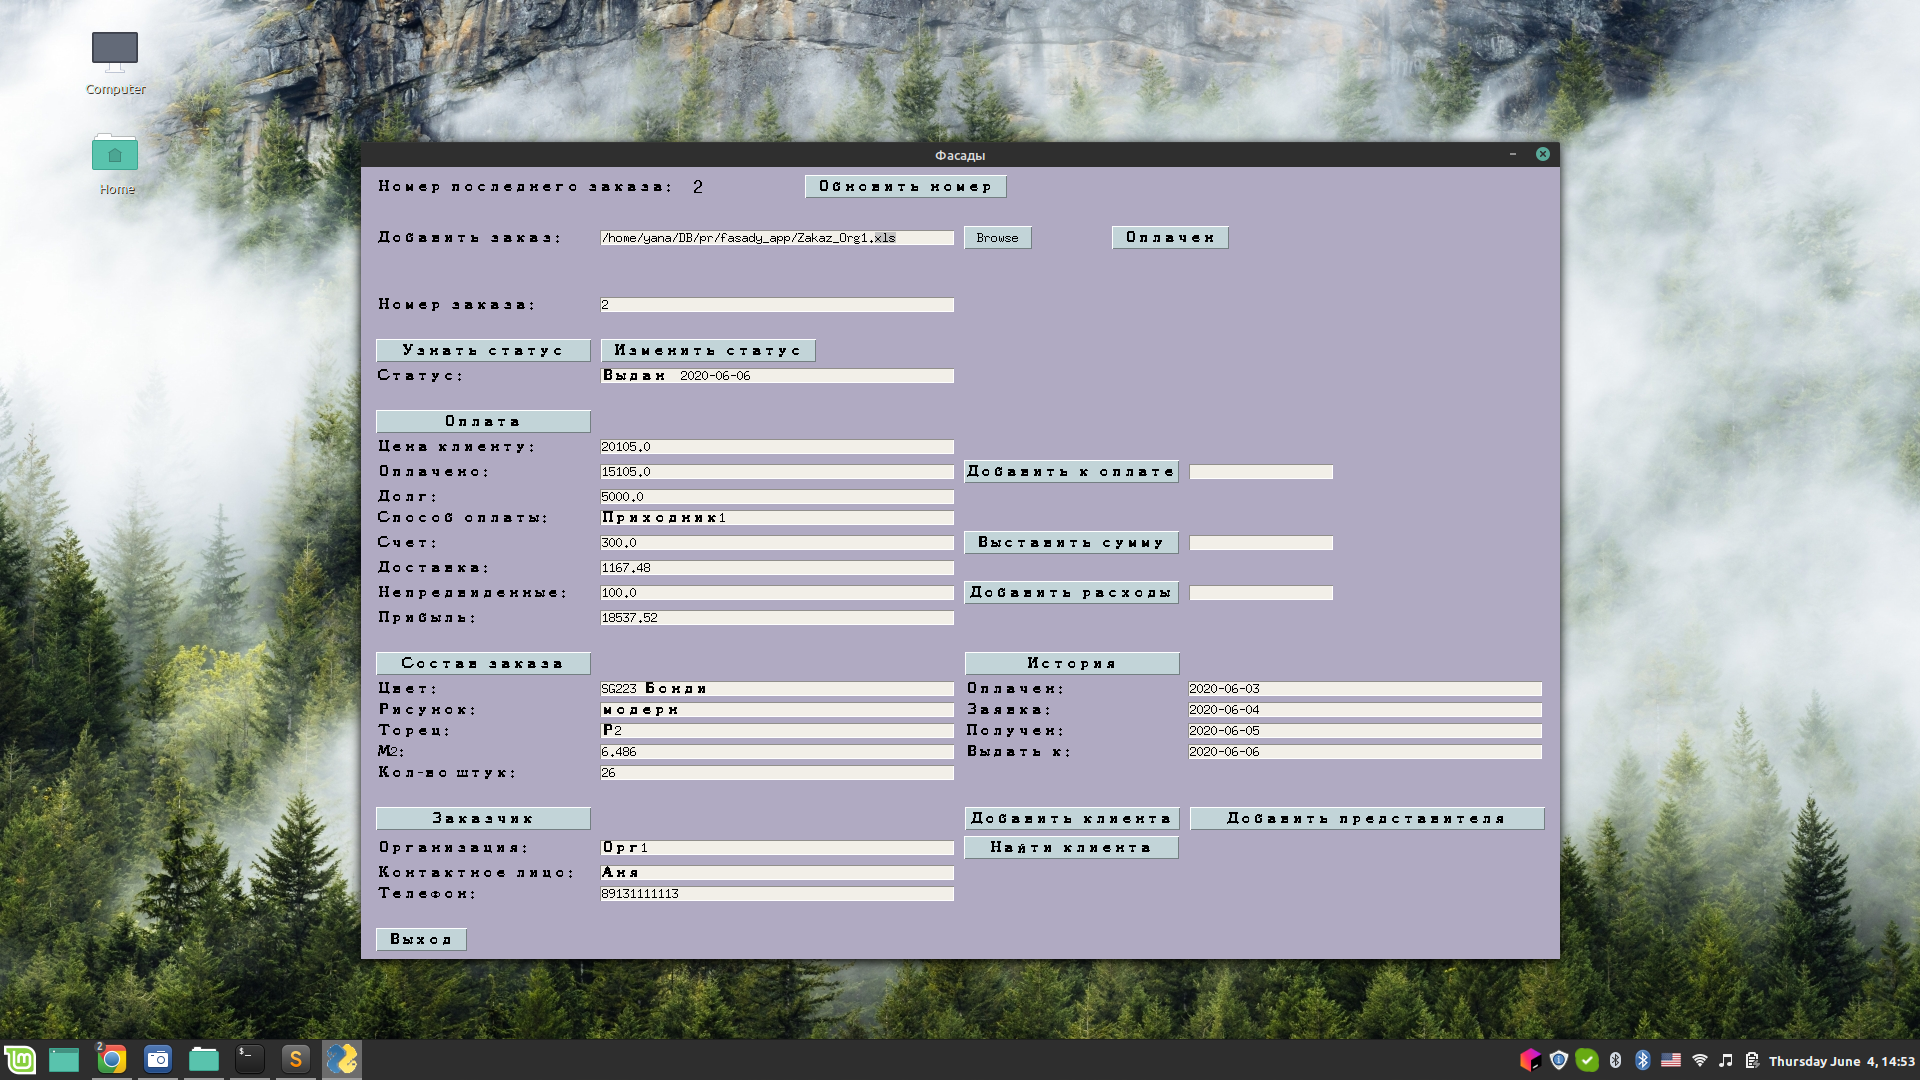 Computer
Home
Фасады
Номер последнего заказа: 2 Обновить номер
Добавить заказ: /home/yana/DB/pr/fasady_app/Zakaz_Org1.xls Browse Оплачен
Номер заказа: 2
Узнать статус Изменить статус
Статус: Выдан 2020-06-06
Оплата
Цена клиенту: 20105.0
Оплачено: 15105.0 Добавить к оплате
Долг: 5000.0
Способ оплаты: Приходник1
Счет: 300.0 Выставить сумму
Доставка: 1167.48
Непредвиденные: 100.0 Добавить расходы
Прибыль: 18537.52
Состав заказа История
Цвет: SG223 Бонди Оплачен: 2020-06-03
Рисунок: модерн Заявка: 2020-06-04
Торец: Р2 Получен: 2020-06-05
М2: 6.486 Выдать к: 2020-06-06
Кол-во штук: 26
Заказчик Добавить клиента Добавить представителя
Организация: Орг1 Найти клиента
Контактное лицо: Аня
Телефон: 89131111113
Выход
2
Thursday June 4, 14:53